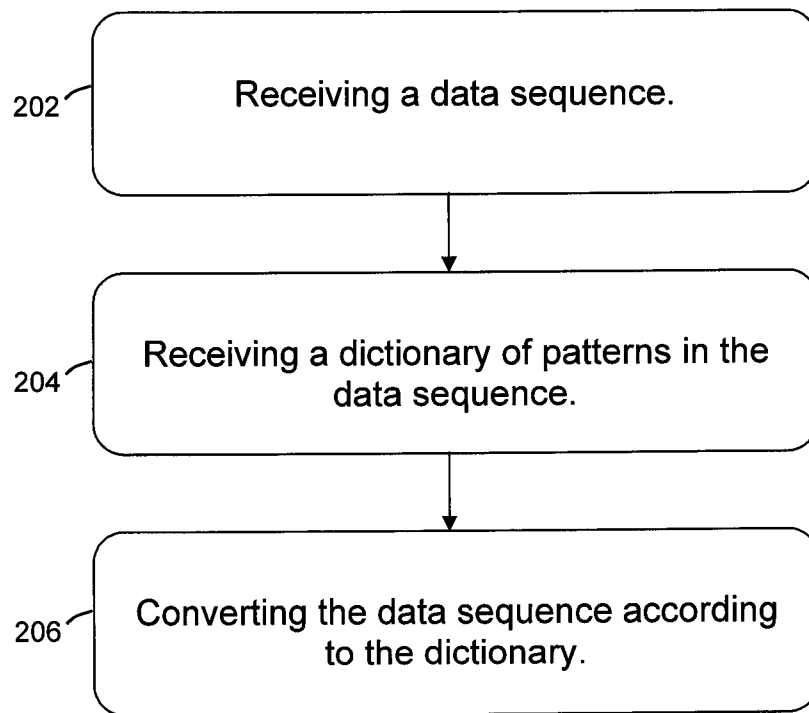 202
Receiving a data sequence.
204
Receiving a dictionary of patterns in the
data sequence.
206
Converting the data sequence according
to the dictionary.